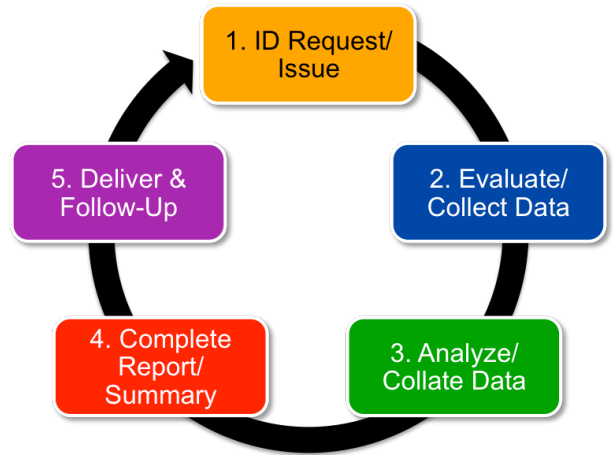 1. ID Request/
Issue
2. Evaluate/
Collect Data
3. Analyze/
Collate Data
4. Complete
Report/
Summary
5. Deliver &
Follow-Up